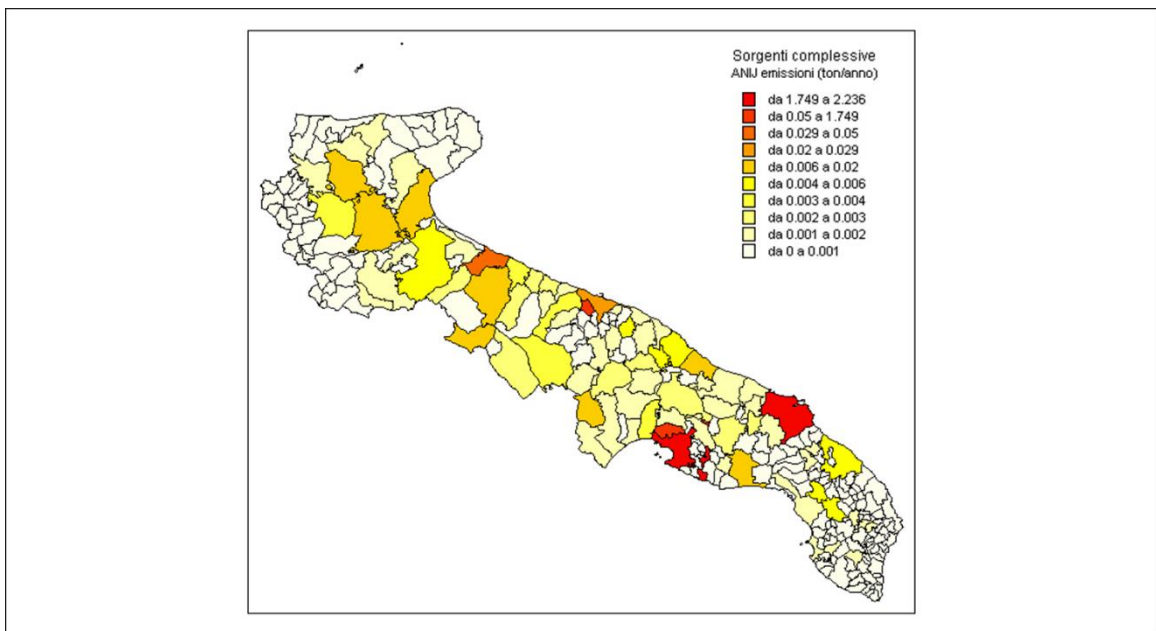 Sorgenti complessive
ANIJ emissioni (ton/anno)
da 1.749 a 2.236
da 0.05 a 1.749
da 0.029 a 0.05
da 0.02 a 0.029
da 0.006 a 0.02
da 0.004 a 0.006
da 0.003 a 0.004
da 0.002 a 0.003
da 0.001 a 0.002
da 0 a 0.001